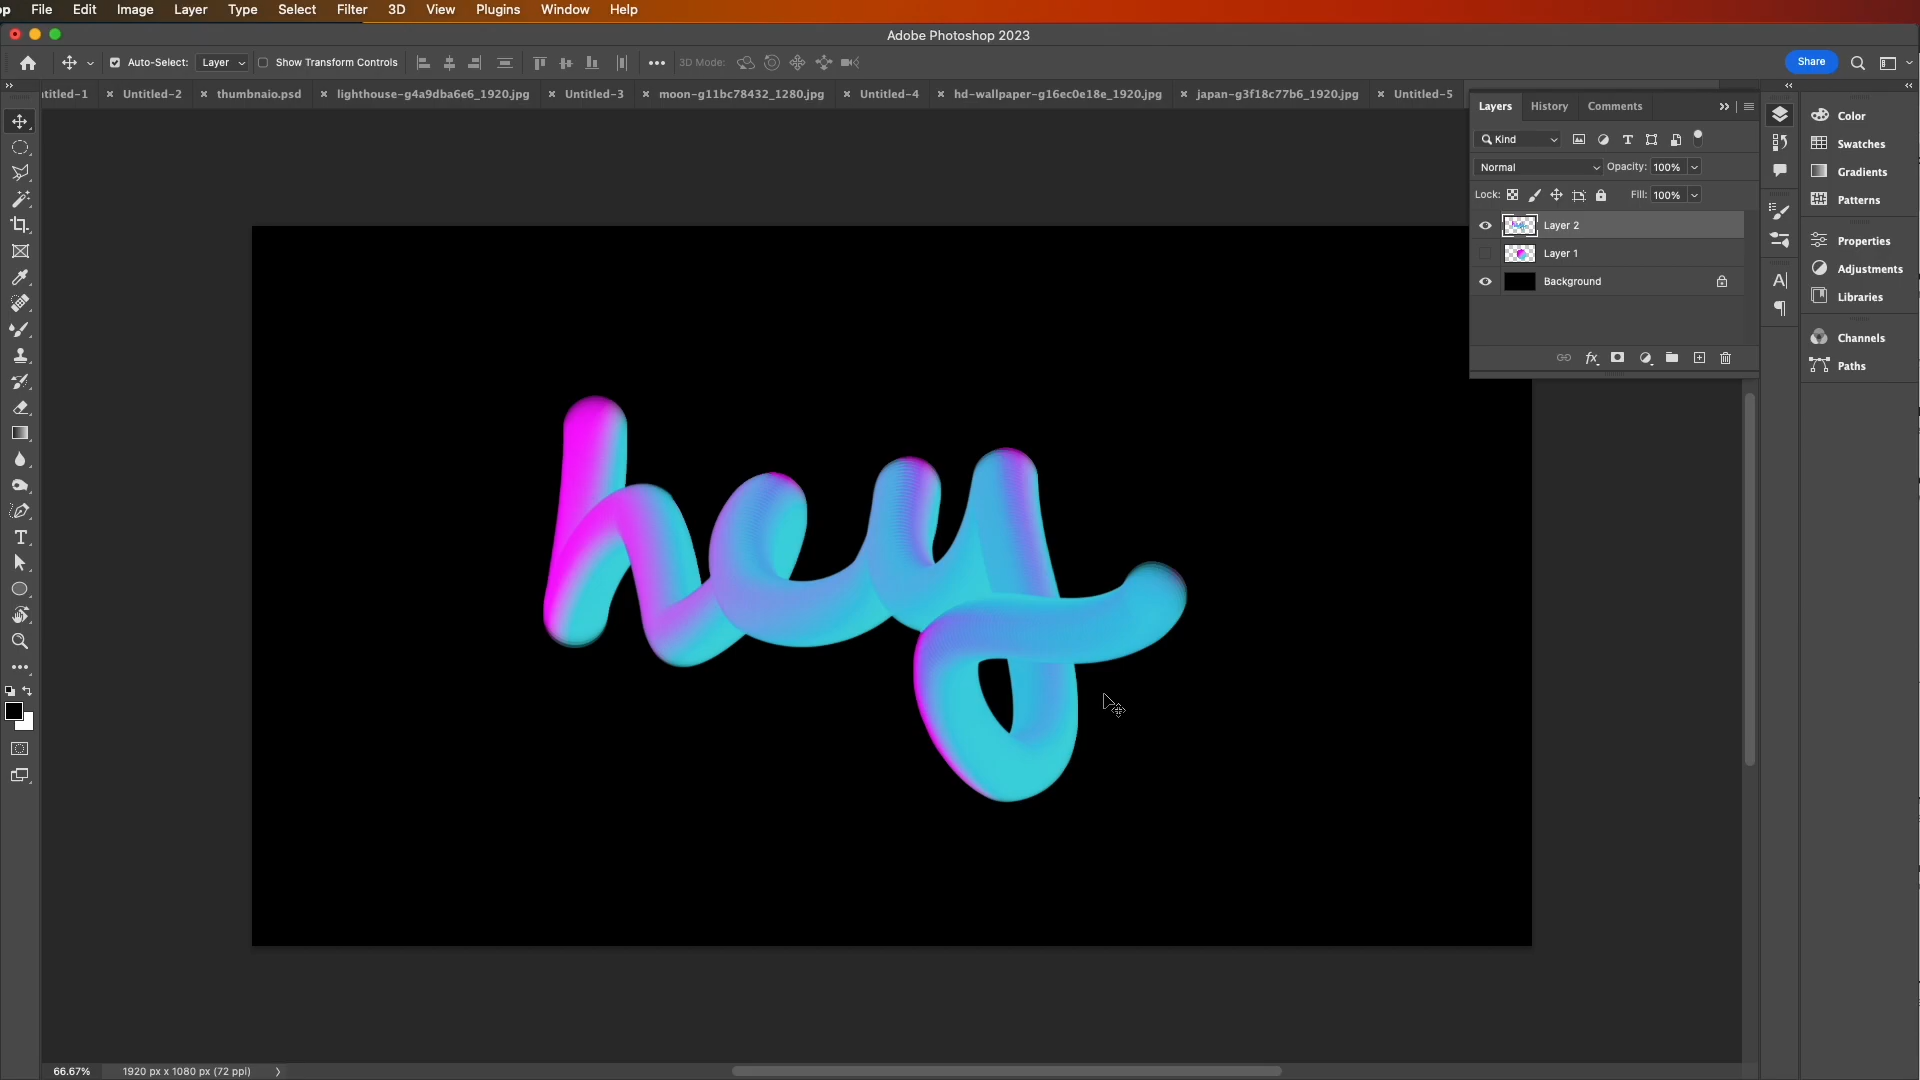 op File Edit Image Layer Type Select Filter 3D View Plugins Window Help
Adobe Photoshop 2023
Auto-Select: Layer Show Transform Controls 3D Mode: Share
titled-1 Untitled-2 thumbnaio.psd lighthouse-g4a9dba6e6_1920.jpg Untitled-3 moon-g11bc78432_1280.jpg Untitled-4 hd-wallpaper-g16ec0e18e_1920.jpg japan-g3f18c77b6_1920.jpg Untitled-5
Layers History Comments
Kind
Normal Opacity: 100%
Lock: Fill: 100%
Layer 2
Layer 1
Background
fx
Color
Swatches
Gradients
Patterns
Properties
Adjustments
Libraries
Channels
Paths
hey
66.67% 1920 px x 1080 px (72 ppi)